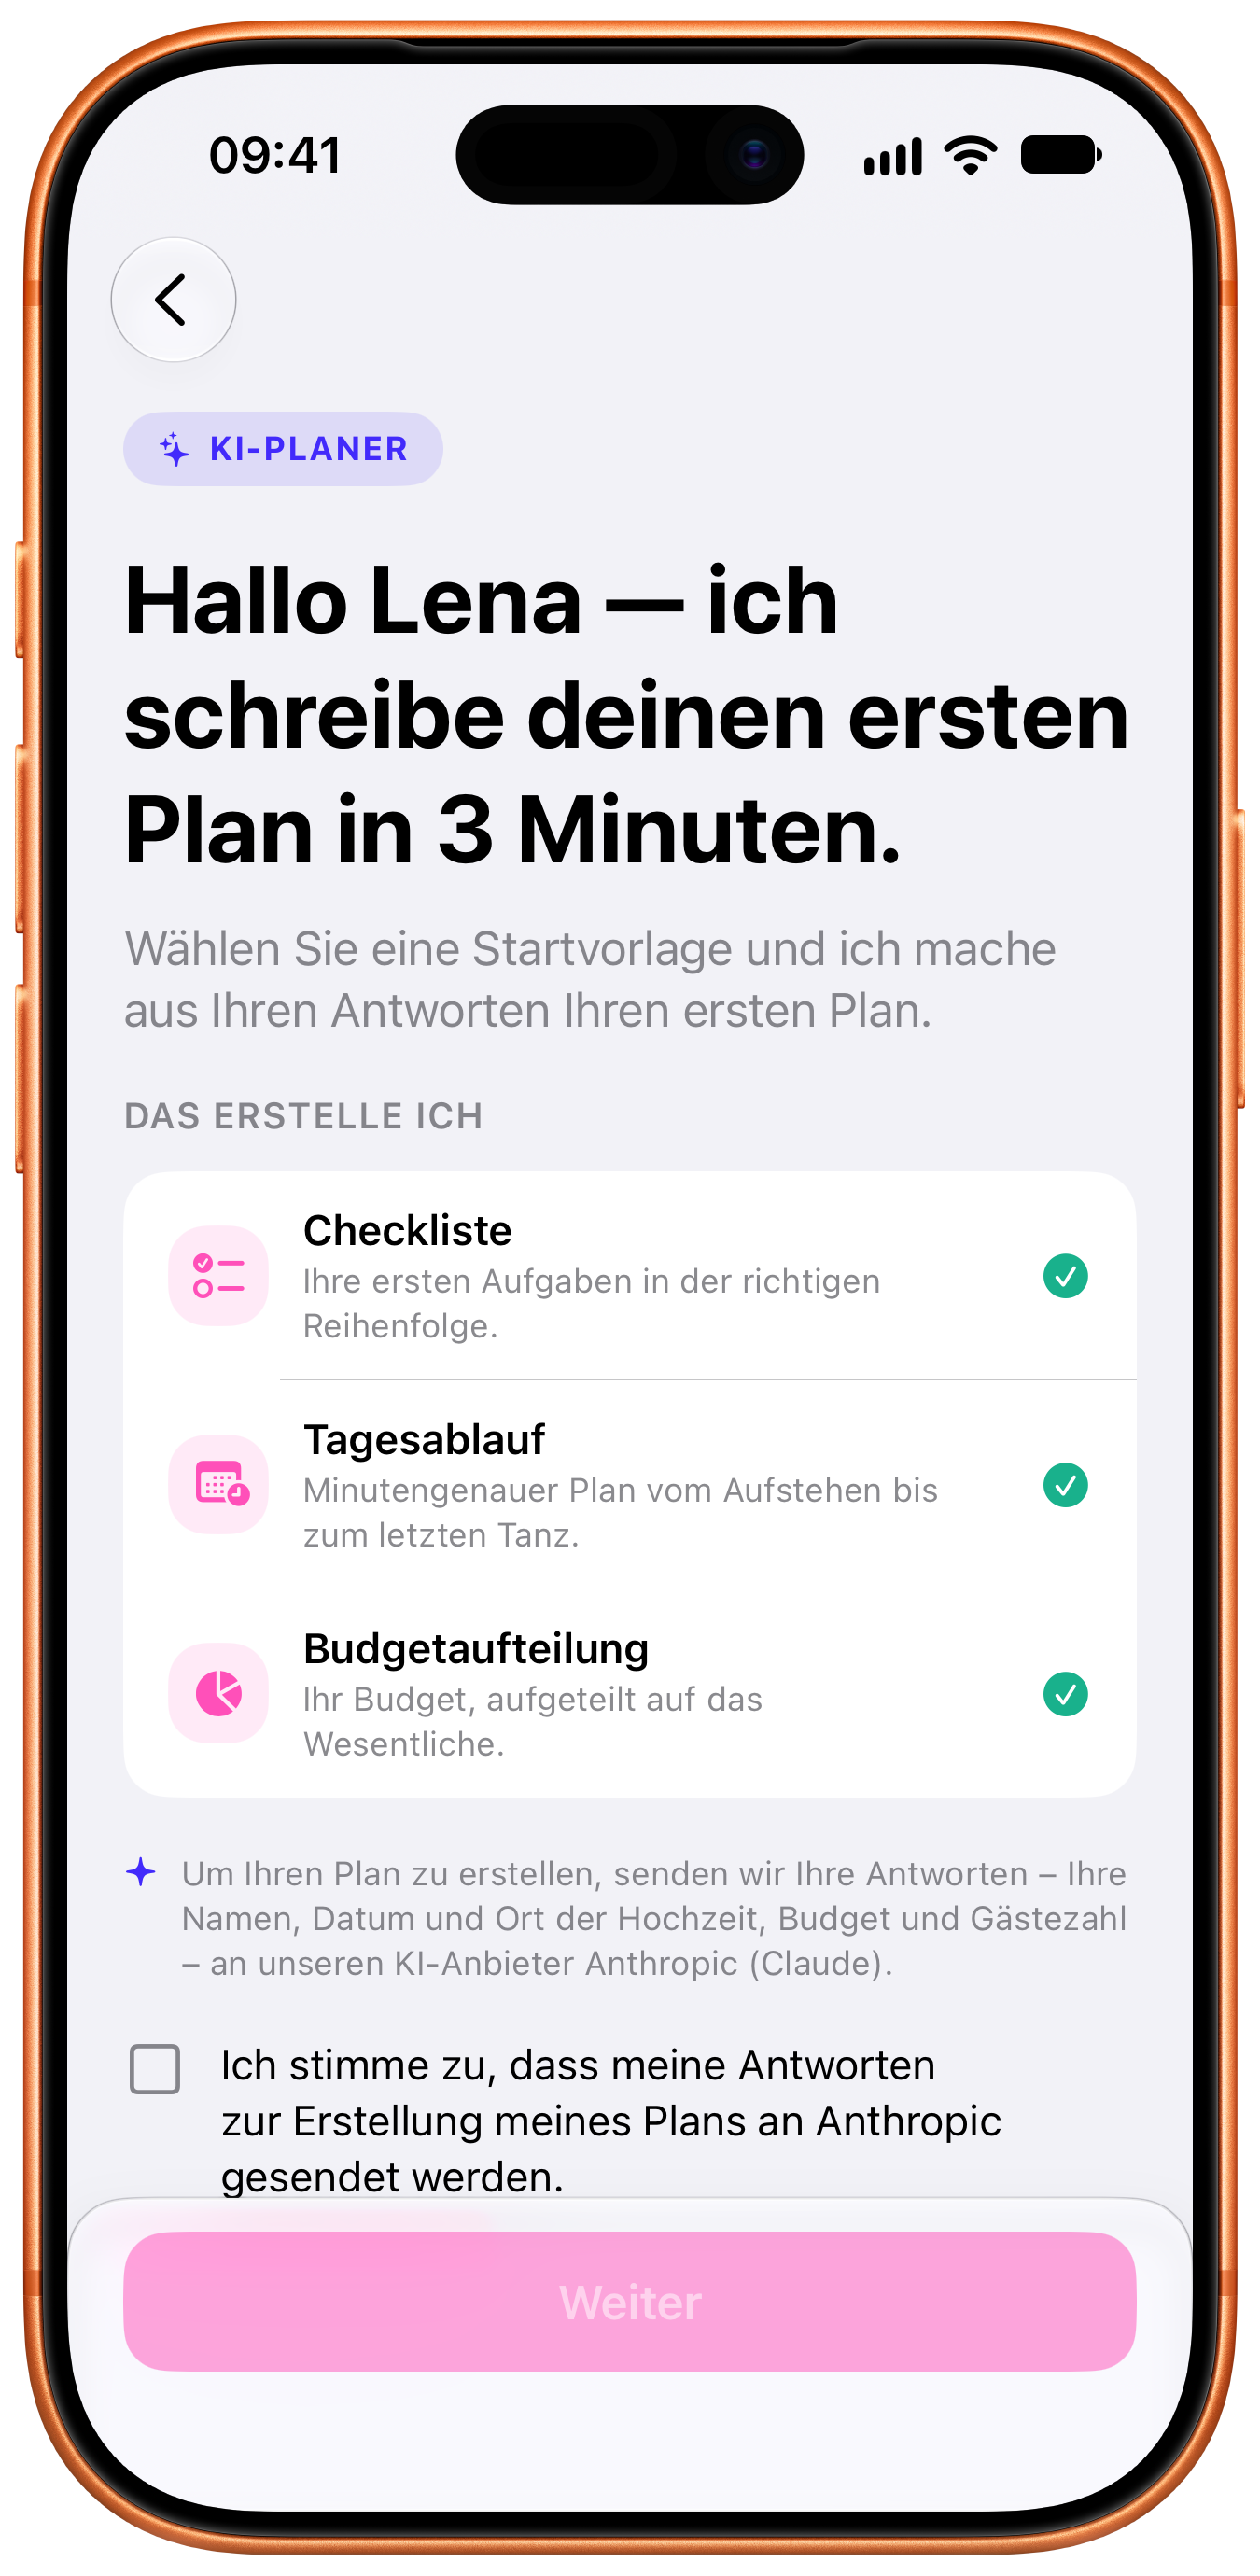 09:41
KI-PLANER
Hallo Lena — ich
schreibe deinen ersten
Plan in 3 Minuten.
Wählen Sie eine Startvorlage und ich mache
aus Ihren Antworten Ihren ersten Plan.
DAS ERSTELLE ICH
Checkliste
Ihre ersten Aufgaben in der richtigen
Reihenfolge.
Tagesablauf
Minutengenauer Plan vom Aufstehen bis
zum letzten Tanz.
Budgetaufteilung
Ihr Budget, aufgeteilt auf das
Wesentliche.
Um Ihren Plan zu erstellen, senden wir Ihre Antworten – Ihre
Namen, Datum und Ort der Hochzeit, Budget und Gästezahl
– an unseren KI-Anbieter Anthropic (Claude).
Ich stimme zu, dass meine Antworten
zur Erstellung meines Plans an Anthropic
gesendet werden.
Weiter